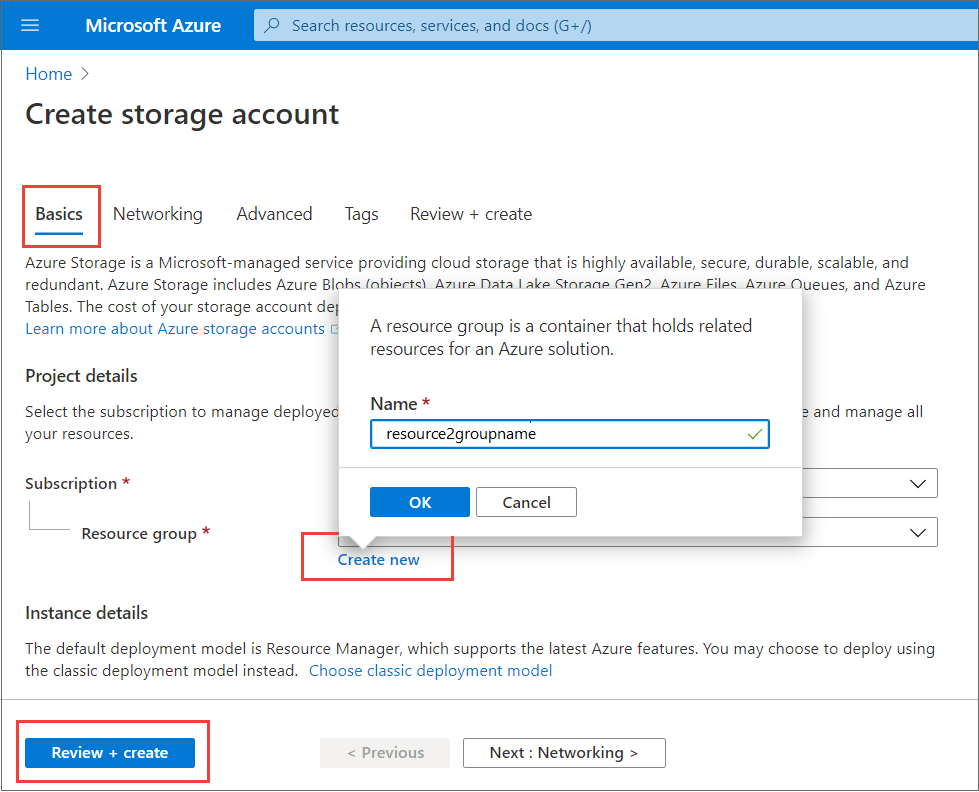 Microsoft Azure
Search resources, services, and docs (G+/)
Home >
Create storage account
Basics Networking Advanced Tags Review + create
Azure Storage is a Microsoft-managed service providing cloud storage that is highly available, secure, durable, scalable, and
redundant. Azure Storage includes Azure Blobs (objects), Azure Data Lake Storage Gen2, Azure Files, Azure Queues, and Azure
Tables. The cost of your storage account
Learn more about Azure storage accounts
A resource group is a container that holds related
resources for an Azure solution.
Name *
resource2groupname
OK Cancel
Project details
Select the subscription to manage deployed and manage all
your resources.
Subscription *
Resource group *
Create new
Instance details
The default deployment model is Resource Manager, which supports the latest Azure features. You may choose to deploy using
the classic deployment model instead. Choose classic deployment model
Review + create < Previous Next : Networking >